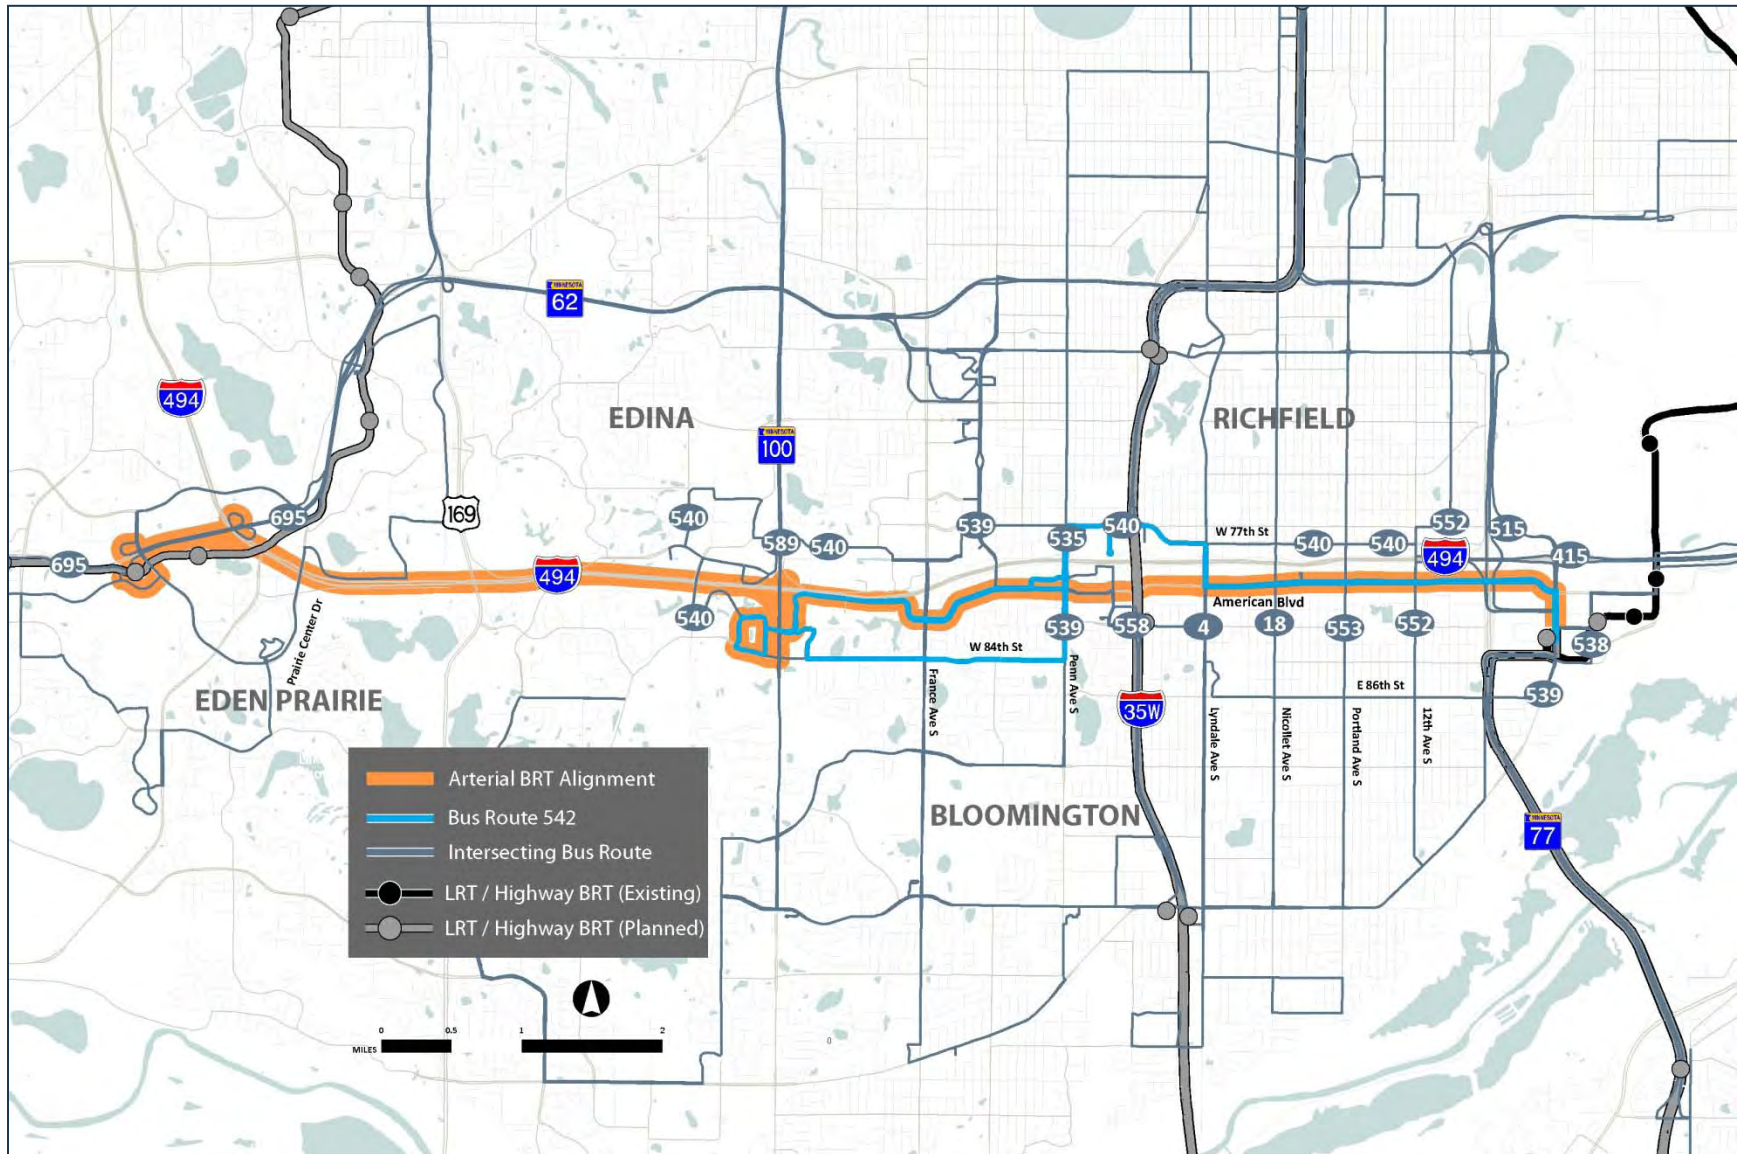 MINNESOTA
62
494
EDINA
RICHFIELD
MINNESOTA
100
695
169
540
539
540
552
515
535
W 77th St
589
540
540
540
494
415
695
494
American Blvd
540
Prairie Center Dr
539
558
4
18
553
552
538
W 84th St
EDEN PRAIRIE
E 86th St
539
France Ave S
Penn Ave S
35W
Lyndale Ave S
Nicollet Ave S
Portland Ave S
12th Ave S
Arterial BRT Alignment
Bus Route 542
Intersecting Bus Route
LRT / Highway BRT (Existing)
LRT / Highway BRT (Planned)
BLOOMINGTON
MINNESOTA
77
0 0.5 1 2
MILES
0